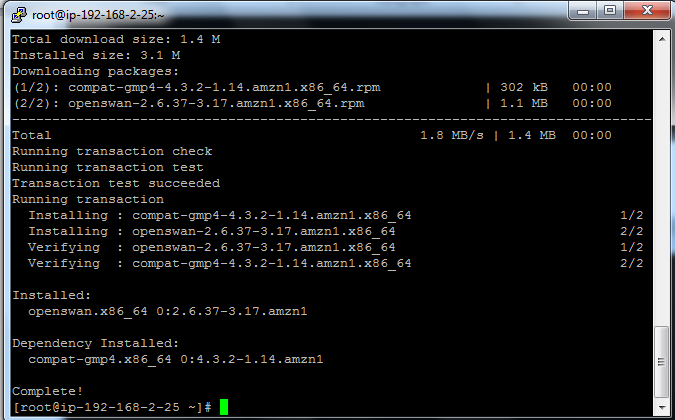 root@ip-192-168-2-25:~
Total download size: 1.4 M
Installed size: 3.1 M
Downloading packages:
(1/2): compat-gmp4-4.3.2-1.14.amzn1.x86_64.rpm | 302 kB 00:00
(2/2): openswan-2.6.37-3.17.amzn1.x86_64.rpm | 1.1 MB 00:00
--------------------------------------------------------------------------------
Total 1.8 MB/s | 1.4 MB 00:00
Running transaction check
Running transaction test
Transaction test succeeded
Running transaction
Installing : compat-gmp4-4.3.2-1.14.amzn1.x86_64 1/2
Installing : openswan-2.6.37-3.17.amzn1.x86_64 2/2
Verifying : openswan-2.6.37-3.17.amzn1.x86_64 1/2
Verifying : compat-gmp4-4.3.2-1.14.amzn1.x86_64 2/2
Installed:
openswan.x86_64 0:2.6.37-3.17.amzn1
Dependency Installed:
compat-gmp4.x86_64 0:4.3.2-1.14.amzn1
Complete!
[root@ip-192-168-2-25 ~]#